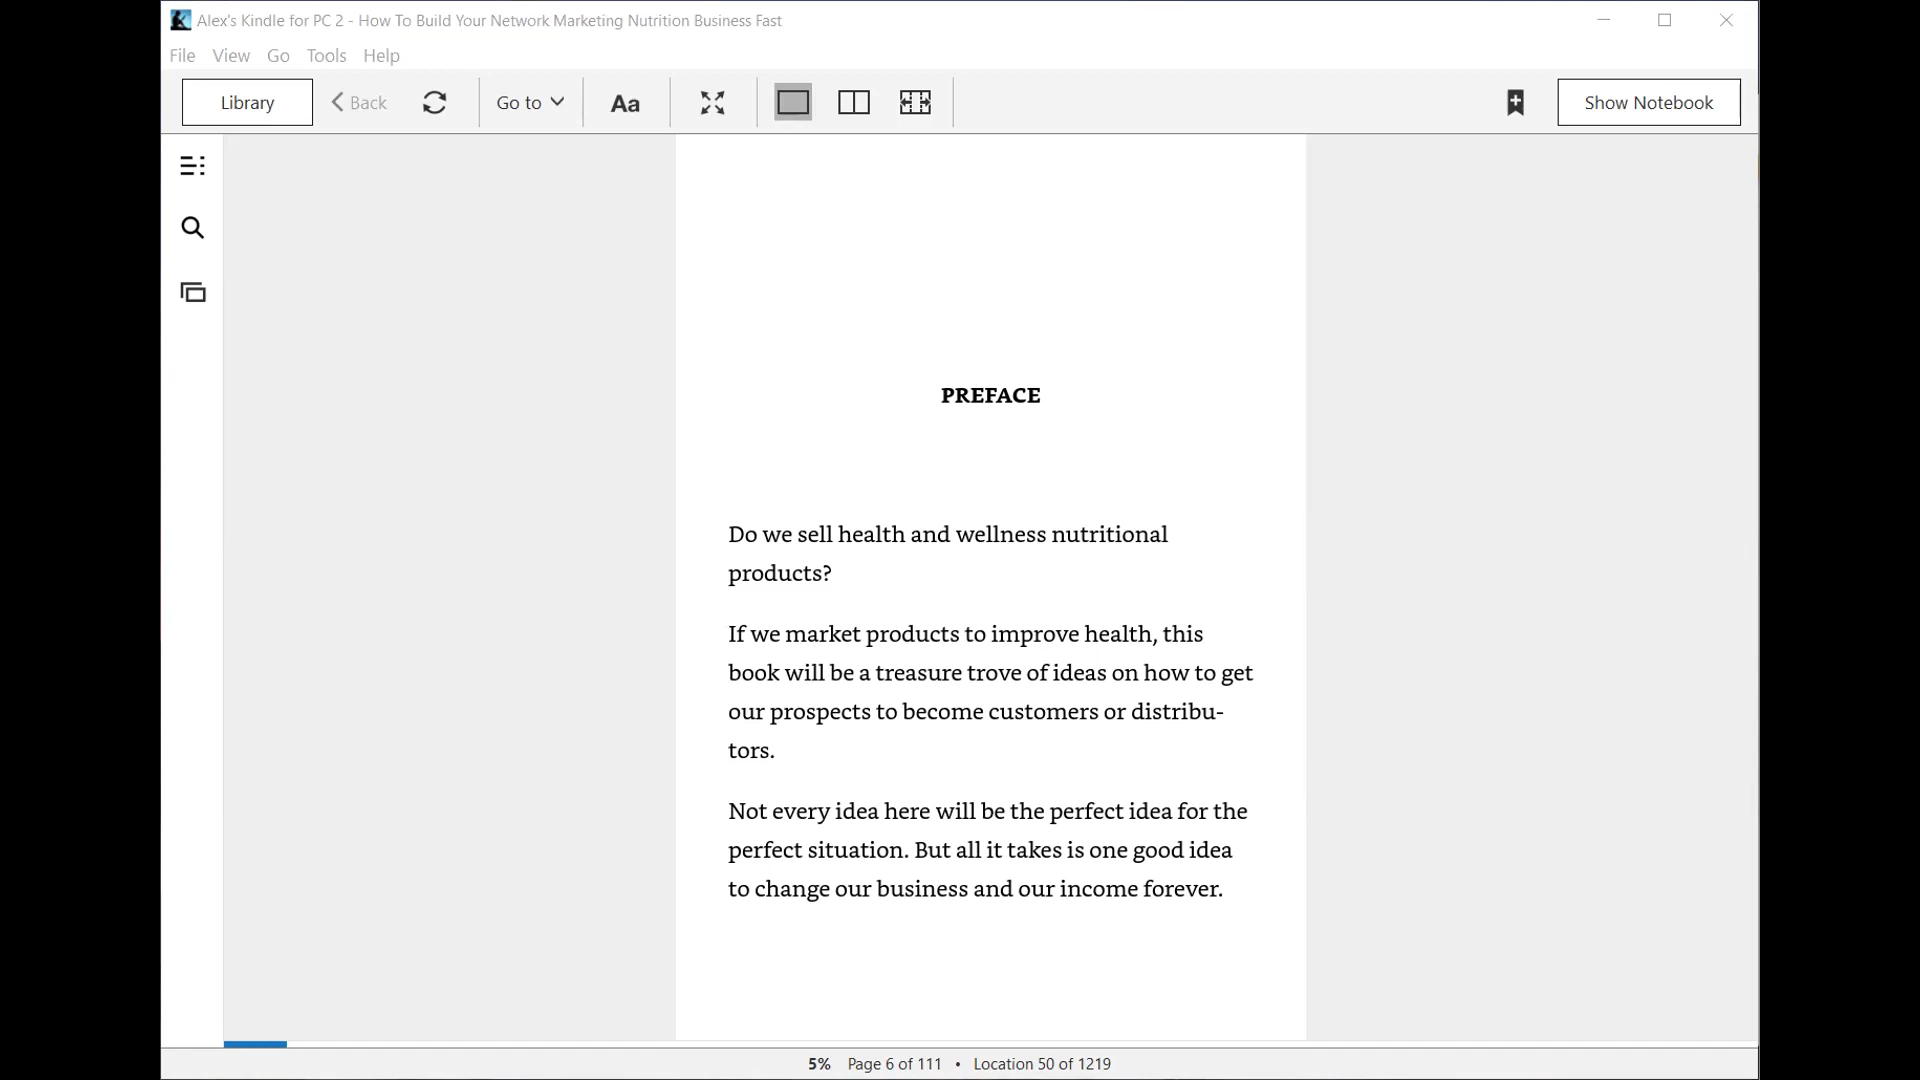 Alex's Kindle for PC 2 - How To Build Your Network Marketing Nutrition Business Fast
File View Go Tools Help
Library Back Go to Aa Show Notebook
PREFACE
Do we sell health and wellness nutritional
products?
If we market products to improve health, this
book will be a treasure trove of ideas on how to get
our prospects to become customers or distribu-
tors.
Not every idea here will be the perfect idea for the
perfect situation. But all it takes is one good idea
to change our business and our income forever.
5% Page 6 of 111 • Location 50 of 1219